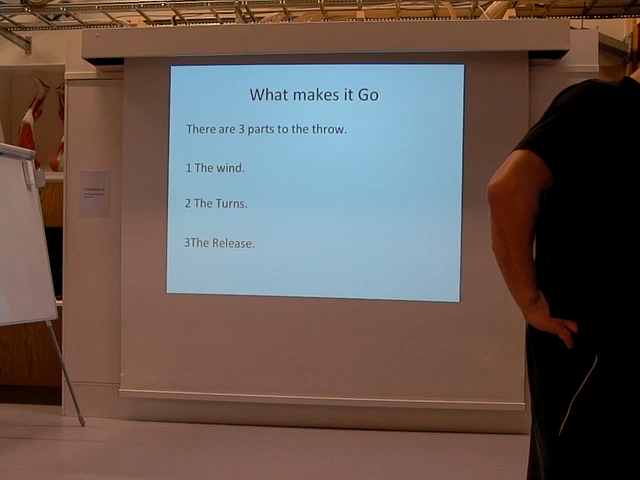 What makes it Go
There are 3 parts to the throw.
1 The wind.
2 The Turns.
3The Release.